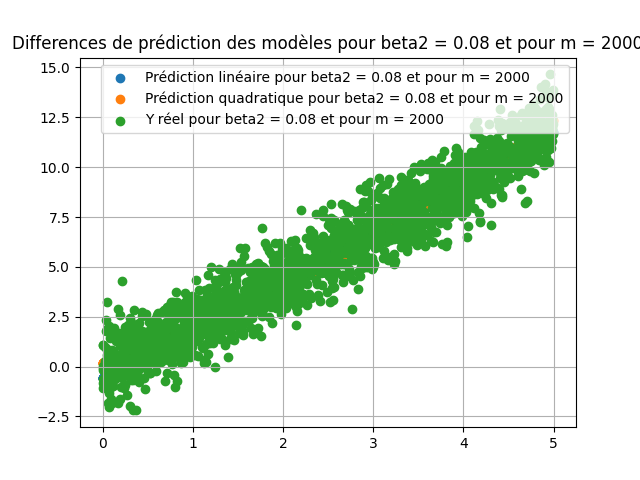 Differences de prédiction des modèles pour beta2 = 0.08 et pour m = 2000
15.0
12.5
10.0
7.5
5.0
2.5
0.0
−2.5
Prédiction linéaire pour beta2 = 0.08 et pour m = 2000
Prédiction quadratique pour beta2 = 0.08 et pour m = 2000
Y réel pour beta2 = 0.08 et pour m = 2000
0 1 2 3 4 5